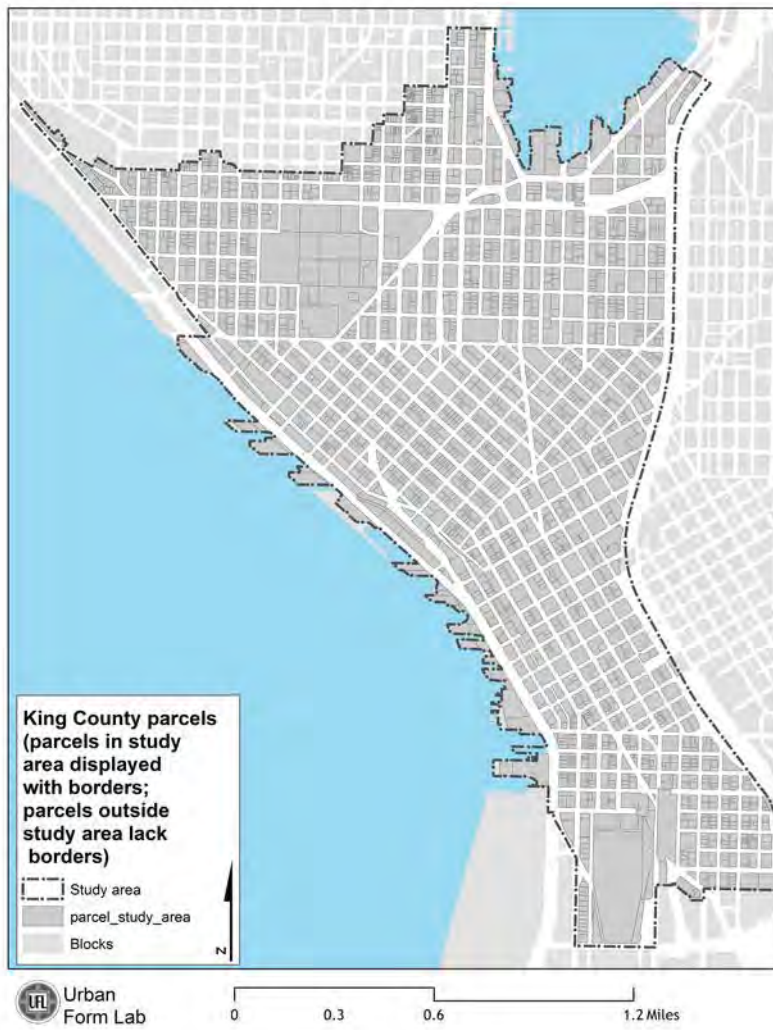 King County parcels
(parcels in study
area displayed
with borders;
parcels outside
study area lack
borders)
Study area
parcel_study_area
Blocks
N
UFL
Urban
Form Lab
0
0.3
0.6
1.2 Miles